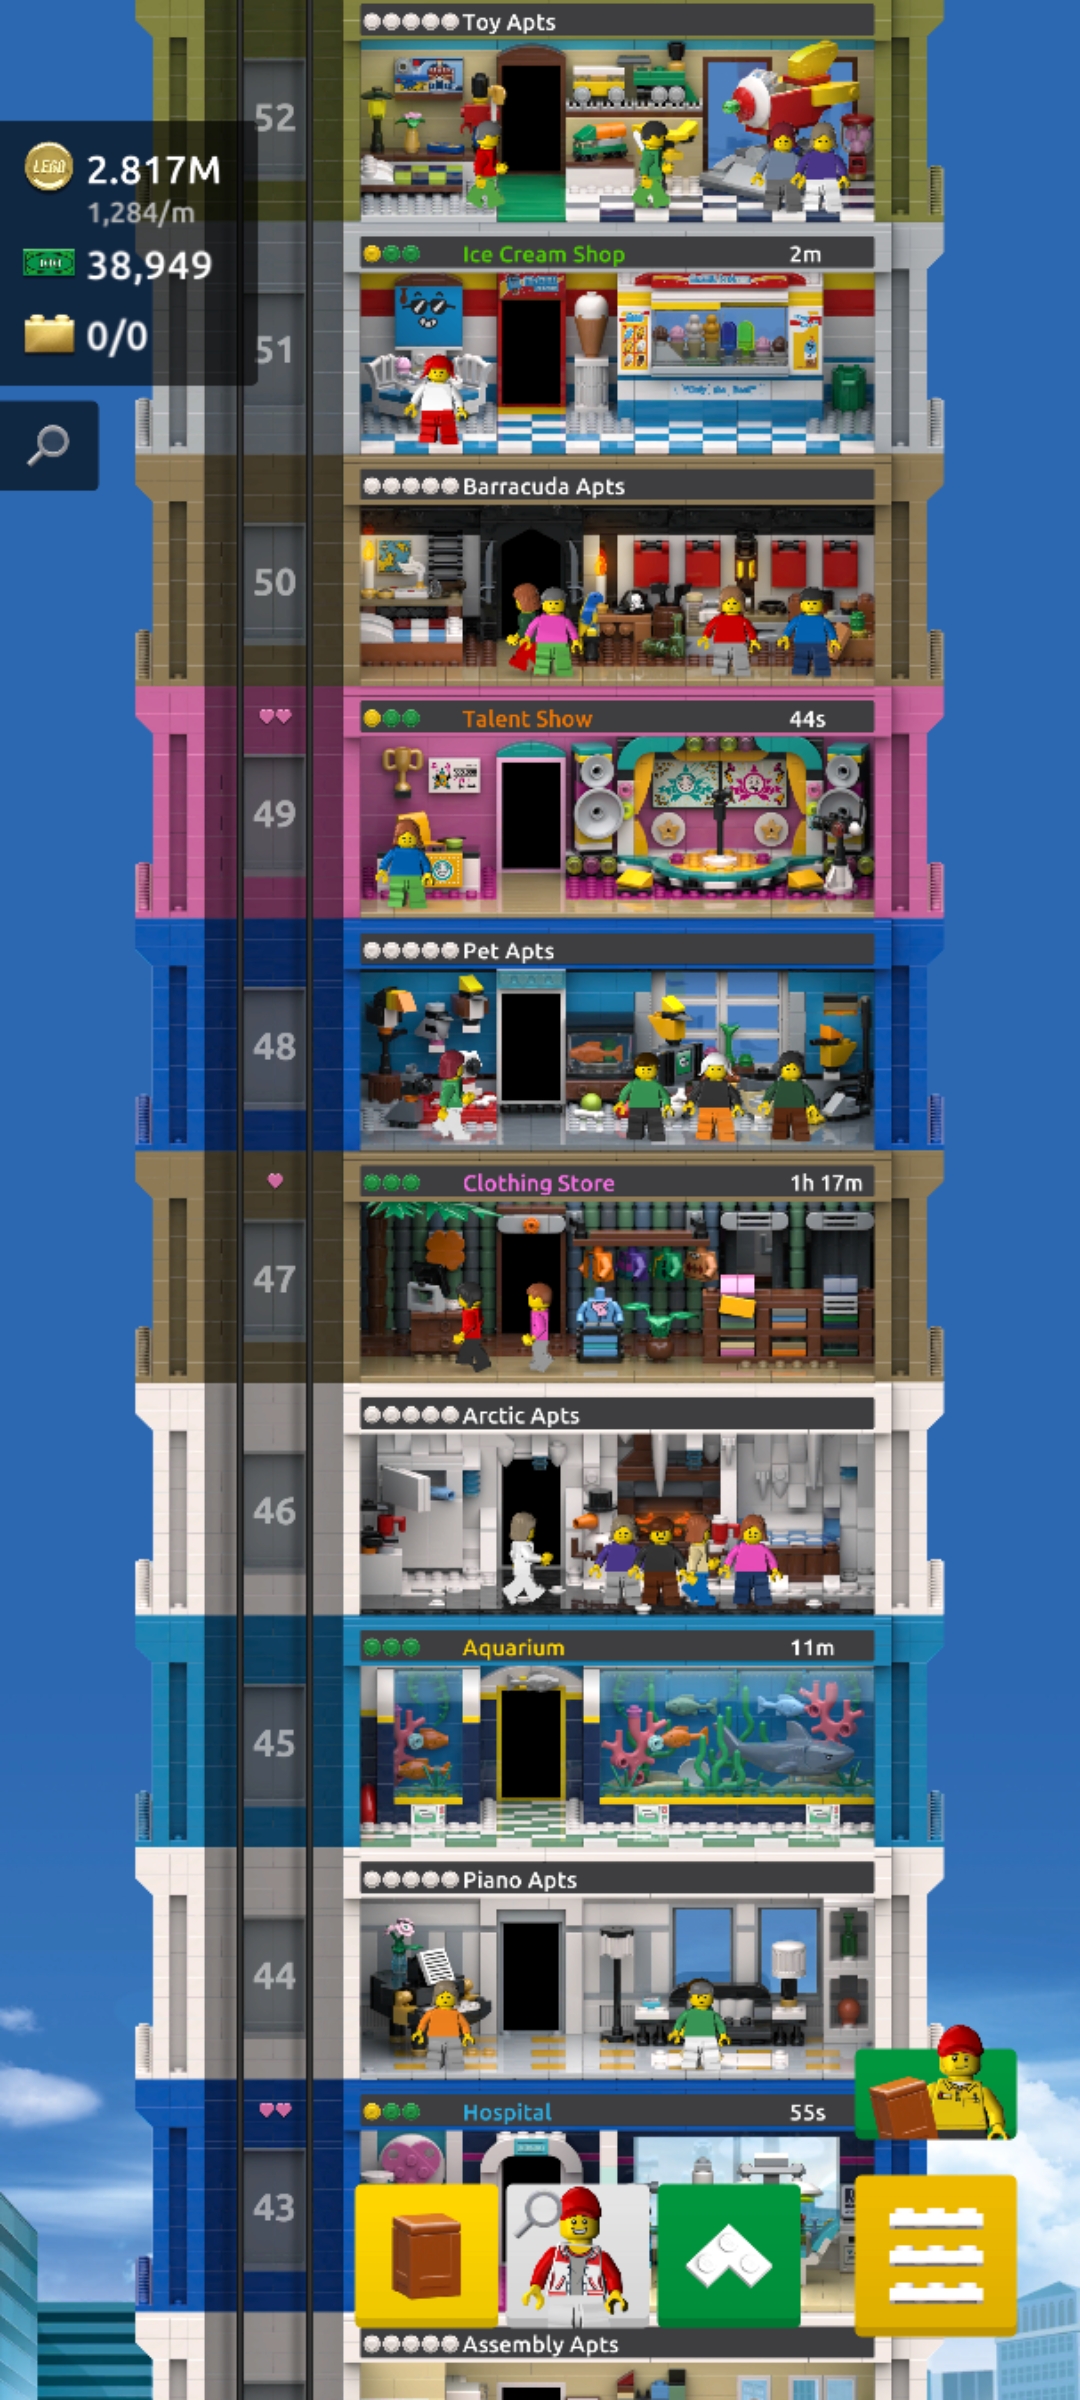 Toy Apts
52
LEGO 2.817M
1,284/m
38,949
0/0
Ice Cream Shop 2m
51
Barracuda Apts
50
Talent Show 44s
49
Pet Apts
48
Clothing Store 1h 17m
47
Arctic Apts
46
Aquarium 11m
45
Piano Apts
44
Hospital 55s
43
Assembly Apts